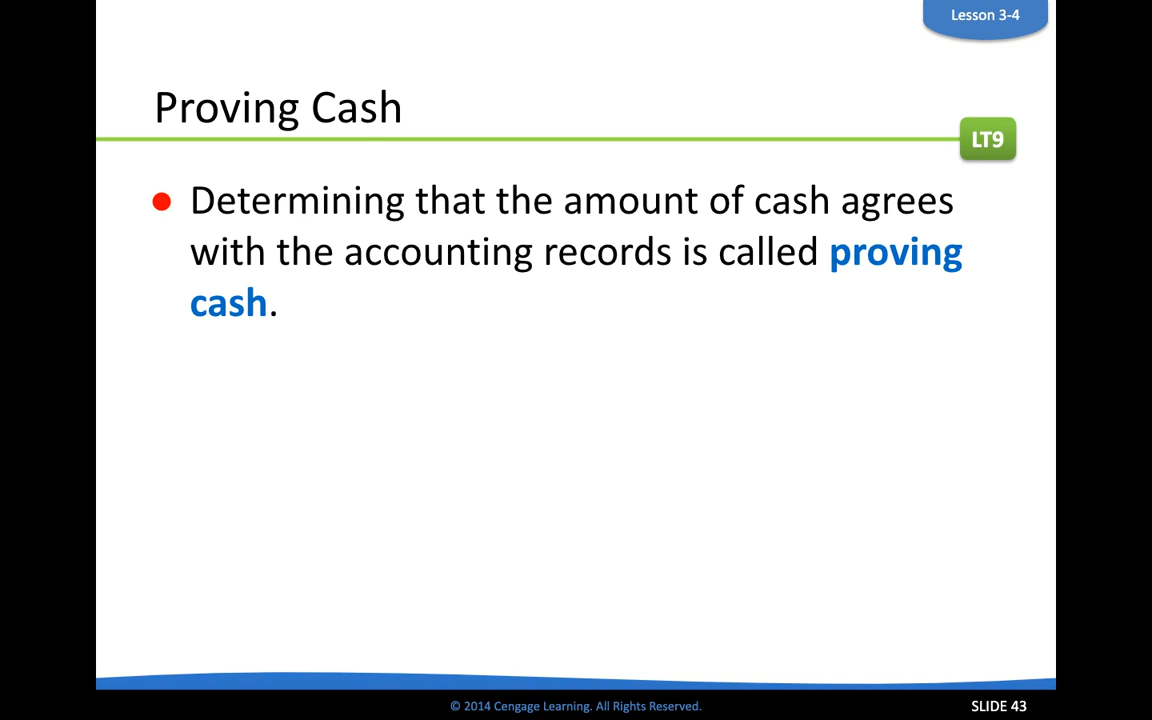 Lesson 3-4
Proving Cash
LT9
● Determining that the amount of cash agrees
with the accounting records is called proving
cash.
© 2014 Cengage Learning. All Rights Reserved.
SLIDE 43